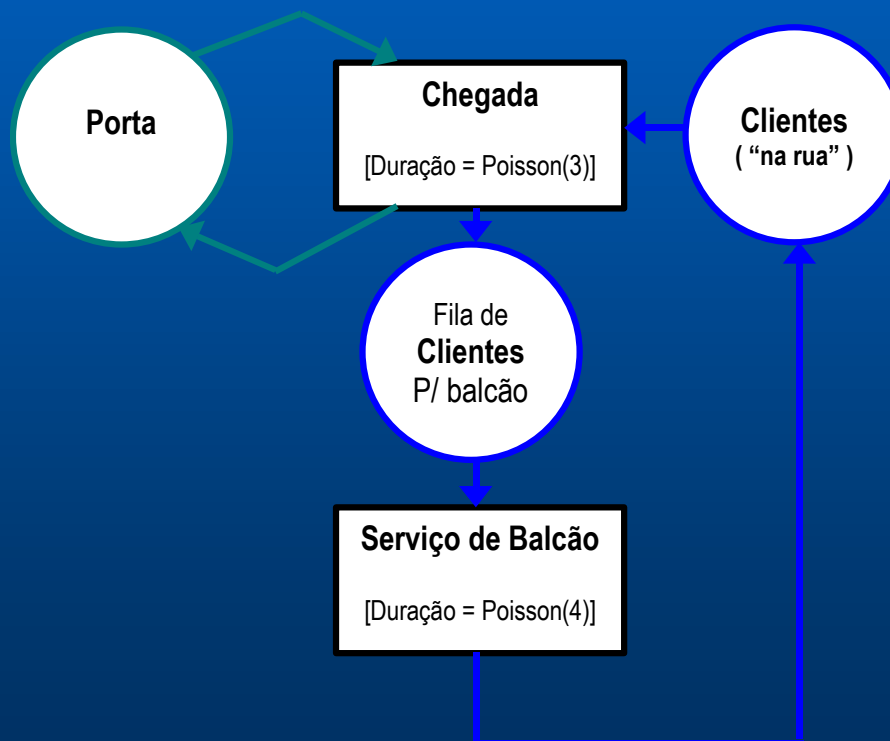 Porta
Chegada
[Duração = Poisson(3)]
Clientes
( “na rua” )
Fila de
Clientes
P/ balcão
Serviço de Balcão
[Duração = Poisson(4)]